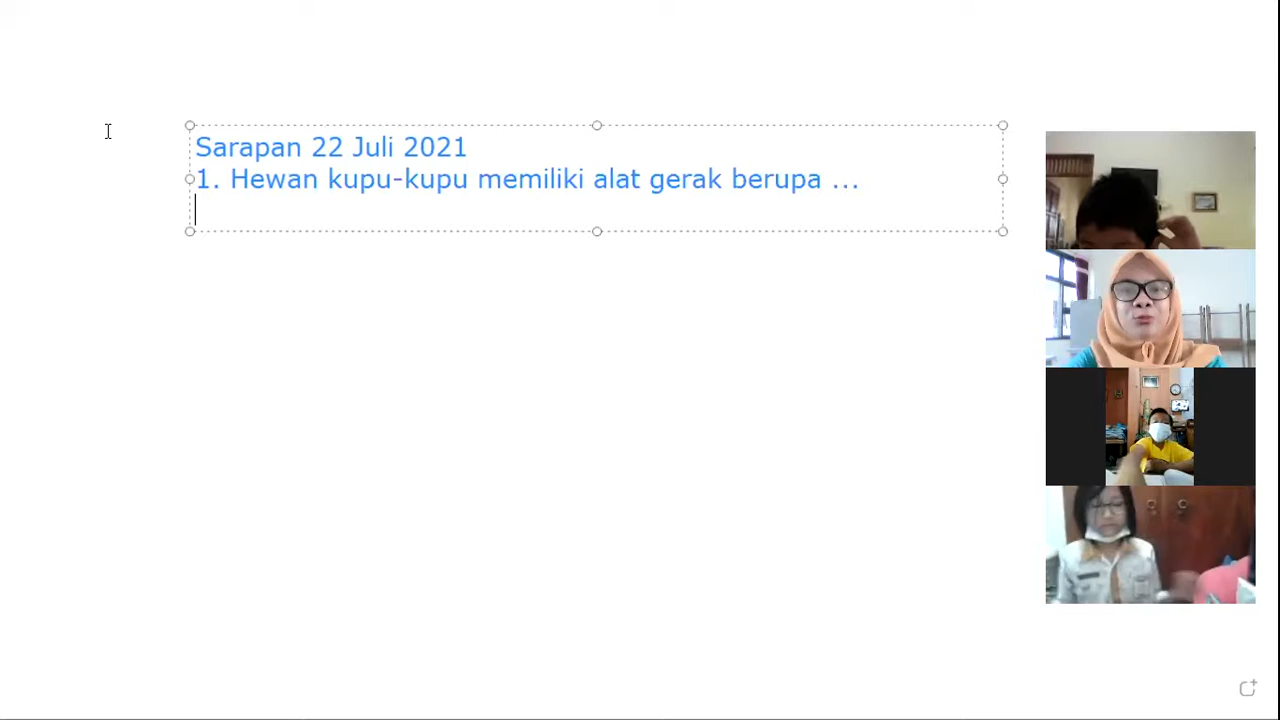 Sarapan 22 Juli 2021
1. Hewan kupu-kupu memiliki alat gerak berupa ...